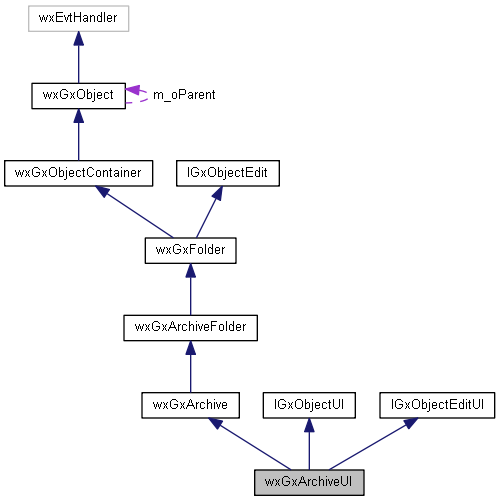 wxEvtHandler
wxGxObject
m_oParent
wxGxObjectContainer
IGxObjectEdit
wxGxFolder
wxGxArchiveFolder
wxGxArchive
IGxObjectUI
IGxObjectEditUI
wxGxArchiveUI